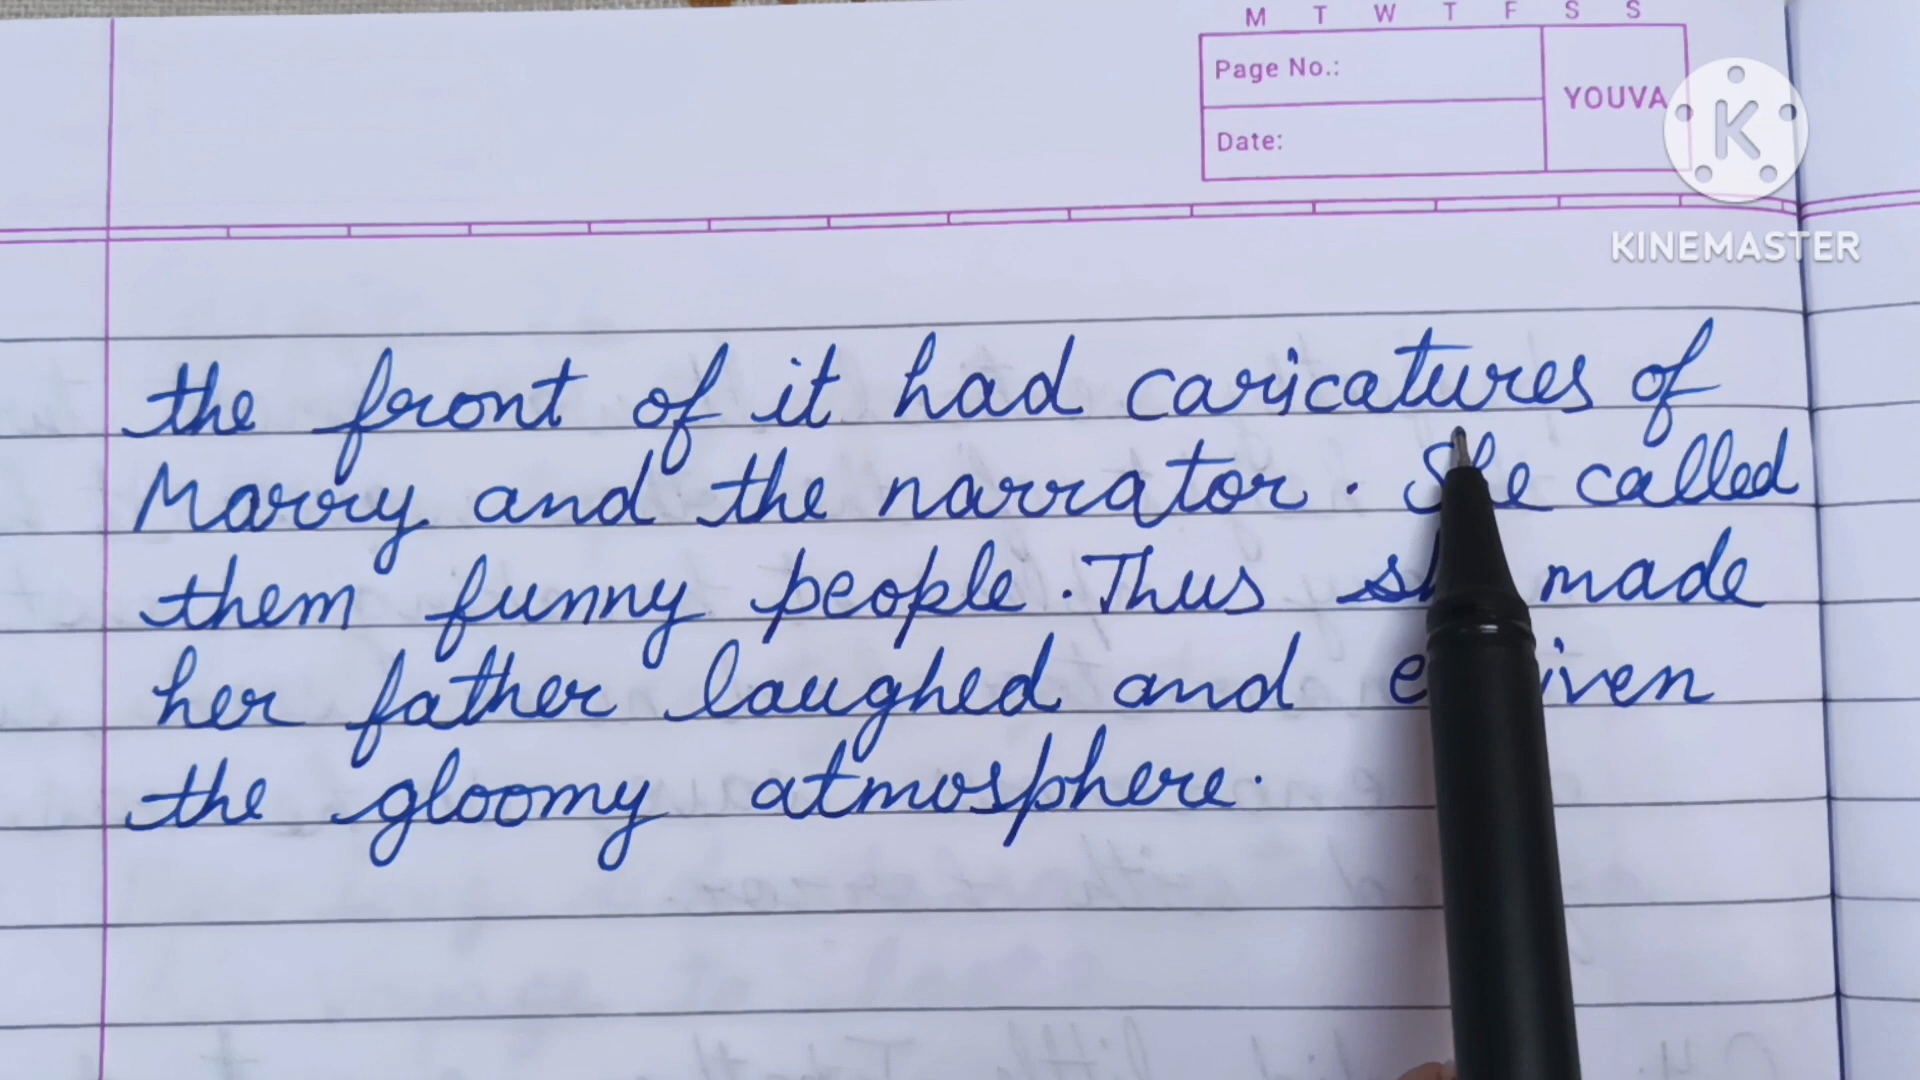 M T W T F S S
Page No.:
YOUVA
Date:
KINEMASTER
the front of it had caricatures of
Marry and the narrator. She called
them funny people. Thus made
her father laughed and
the gloomy atmosphere.